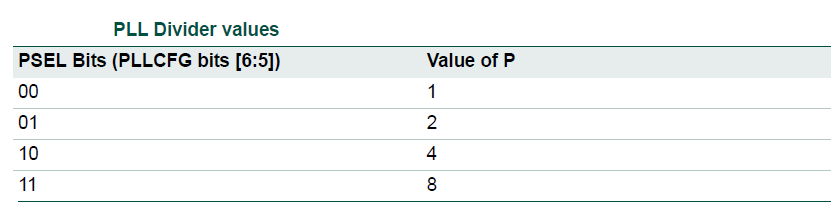 PLL Divider values
PSEL Bits (PLLCFG bits [6:5]) Value of P
00 1
01 2
10 4
11 8